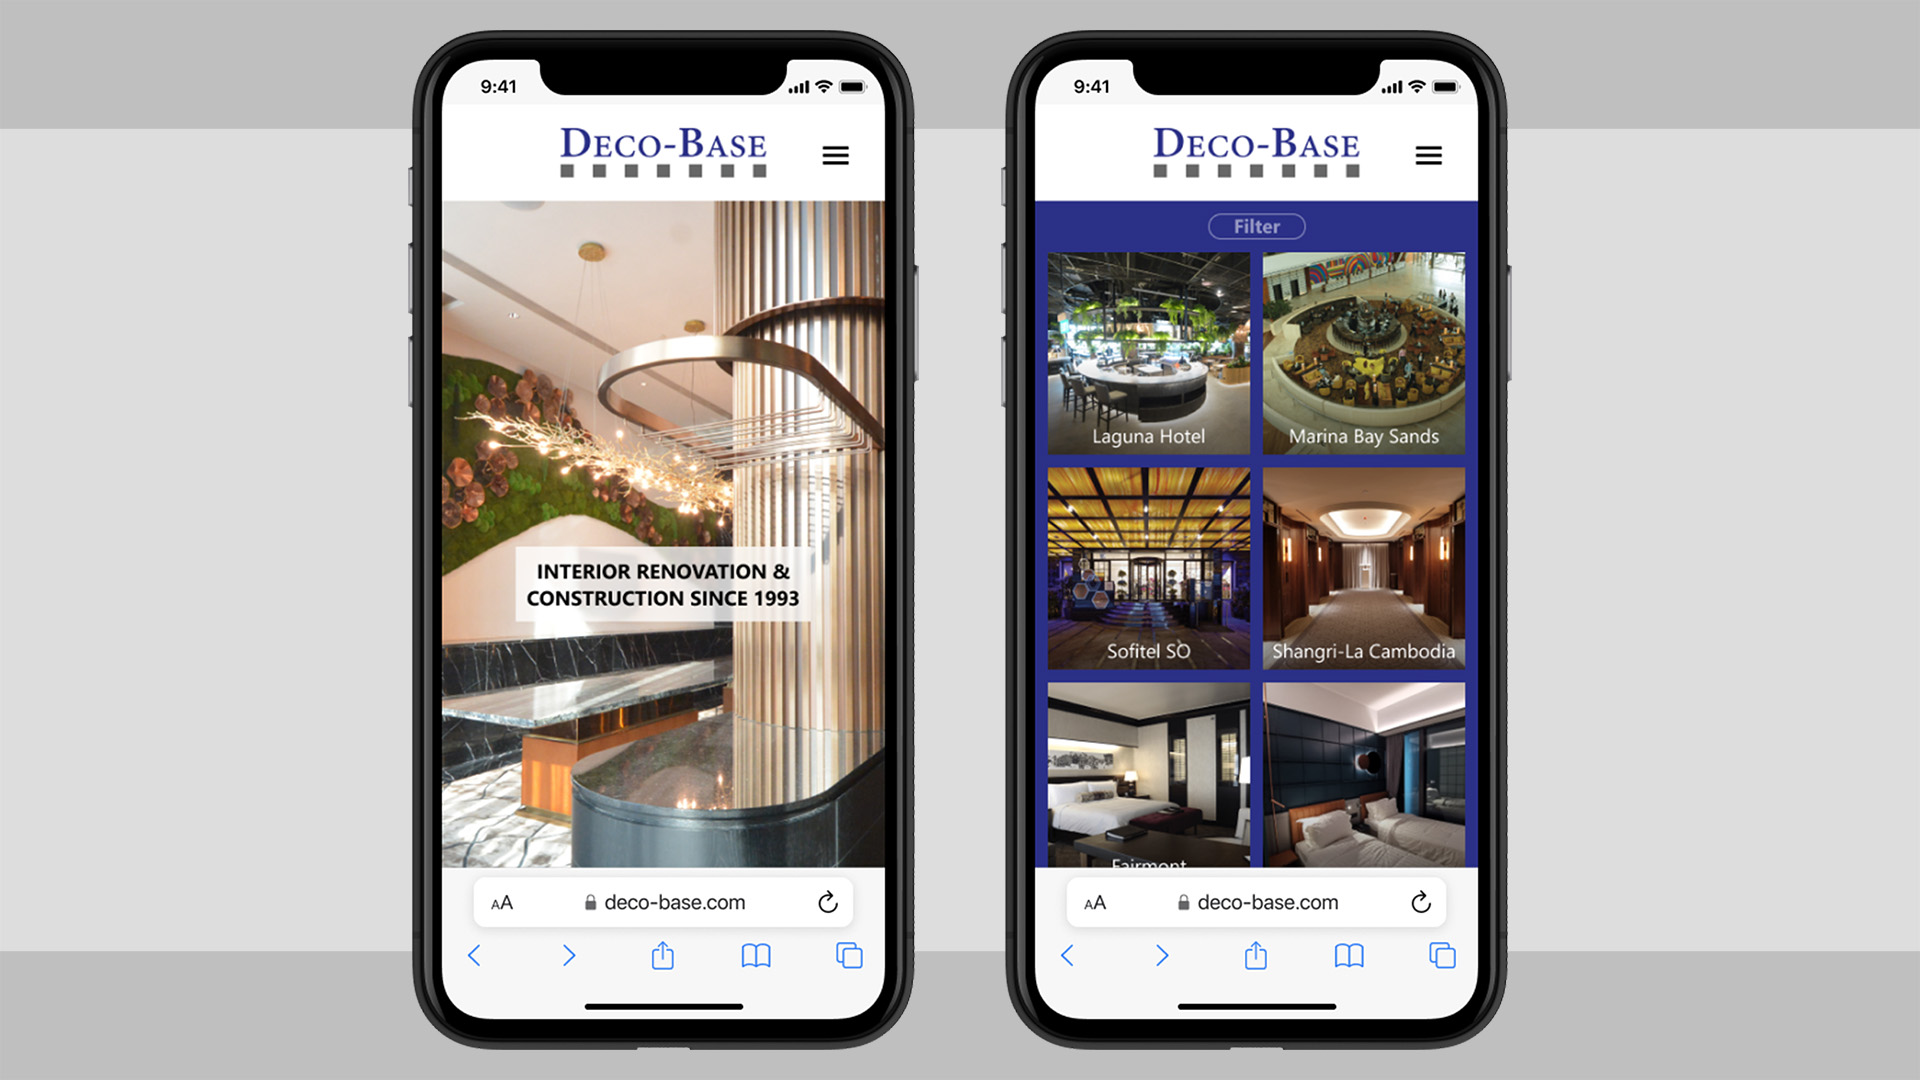 9:41
DECO-BASE
INTERIOR RENOVATION &
CONSTRUCTION SINCE 1993
AA
deco-base.com
9:41
DECO-BASE
Filter
Laguna Hotel
Marina Bay Sands
Sofitel SO
Shangri-La Cambodia
Fairmont
AA
deco-base.com